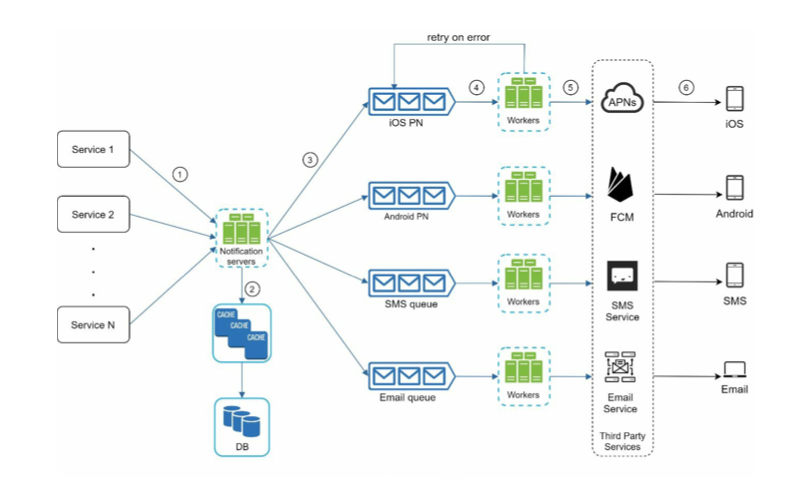 retry on error
1
2
3
4
5
6
Service 1
Service 2
.
.
.
Service N
Notification
servers
CACHE
CACHE
CACHE
DB
iOS PN
Workers
APNs
iOS
Android PN
Workers
FCM
Android
SMS queue
Workers
SMS
Service
SMS
Email queue
Workers
Email
Service
Email
Third Party
Services